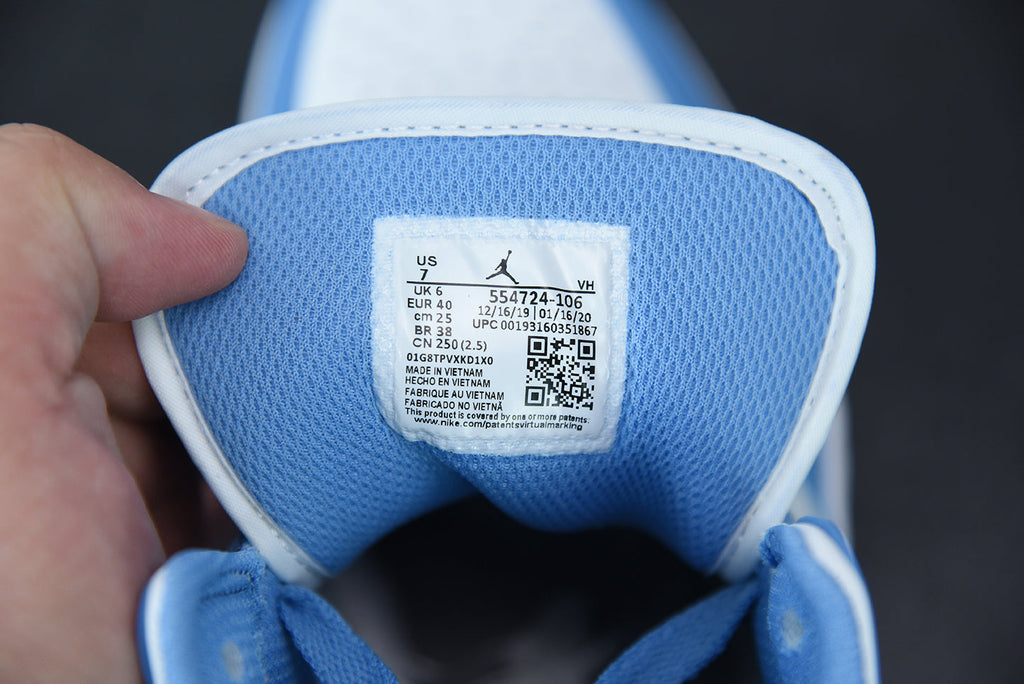 US
7 VH
UK 6 554724-106
EUR 40 12/16/19 | 01/16/20
cm 25 UPC 00193160351867
BR 38
CN 250 (2.5)
01G8TPVXKD1X0
MADE IN VIETNAM
HECHO EN VIETNAM
FABRIQUE AU VIETNAM
FABRICADO NO VIETNÃ
This product is covered by one or more patents:
www.nike.com/patentsvirtualmarking